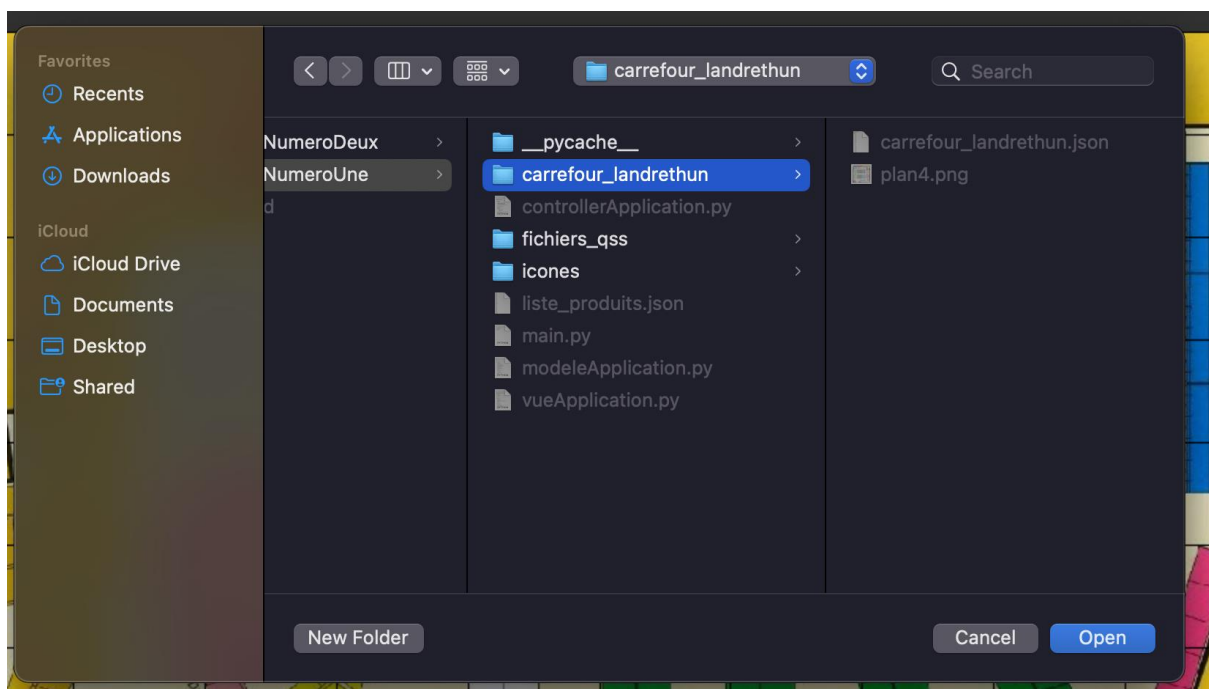 Favorites
Recents
Applications
Downloads
iCloud
iCloud Drive
Documents
Desktop
Shared
carrefour_landrethun
Search
NumeroDeux
NumeroUne
d
__pycache__
carrefour_landrethun
controllerApplication.py
fichiers_qss
icones
liste_produits.json
main.py
modeleApplication.py
vueApplication.py
carrefour_landrethun.json
plan4.png
New Folder
Cancel
Open